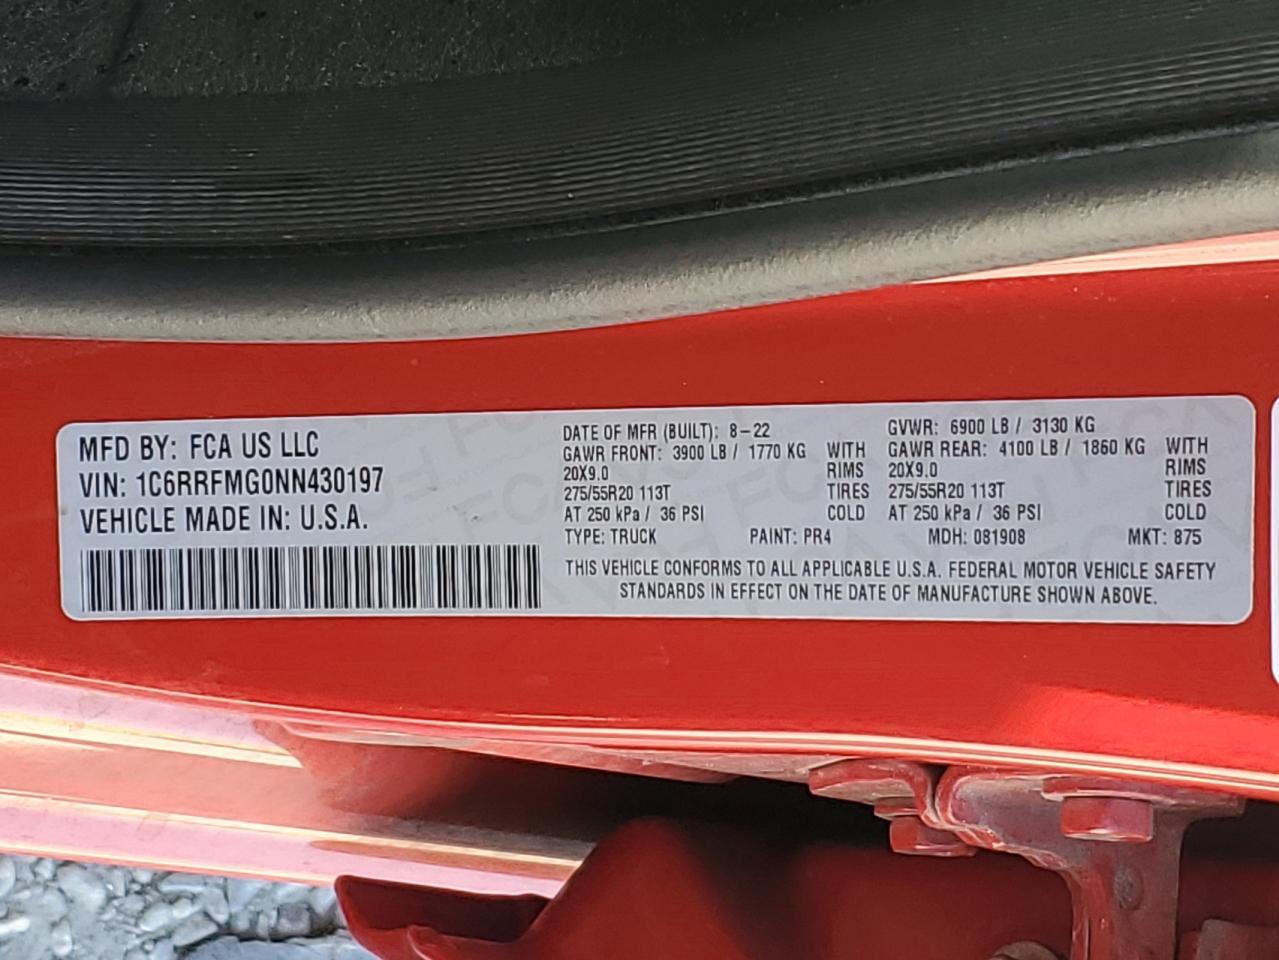 MFD BY: FCA US LLC
VIN: 1C6RRFMG0NN430197
VEHICLE MADE IN: U.S.A.
DATE OF MFR (BUILT): 8-22
GAWR FRONT: 3900 LB / 1770 KG WITH
20X9.0 RIMS
275/55R20 113T TIRES
AT 250 kPa / 36 PSI COLD
GVWR: 6900 LB / 3130 KG
GAWR REAR: 4100 LB / 1860 KG WITH
20X9.0 RIMS
275/55R20 113T TIRES
AT 250 kPa / 36 PSI COLD
TYPE: TRUCK PAINT: PR4 MDH: 081908 MKT: 875
THIS VEHICLE CONFORMS TO ALL APPLICABLE U.S.A. FEDERAL MOTOR VEHICLE SAFETY
STANDARDS IN EFFECT ON THE DATE OF MANUFACTURE SHOWN ABOVE.